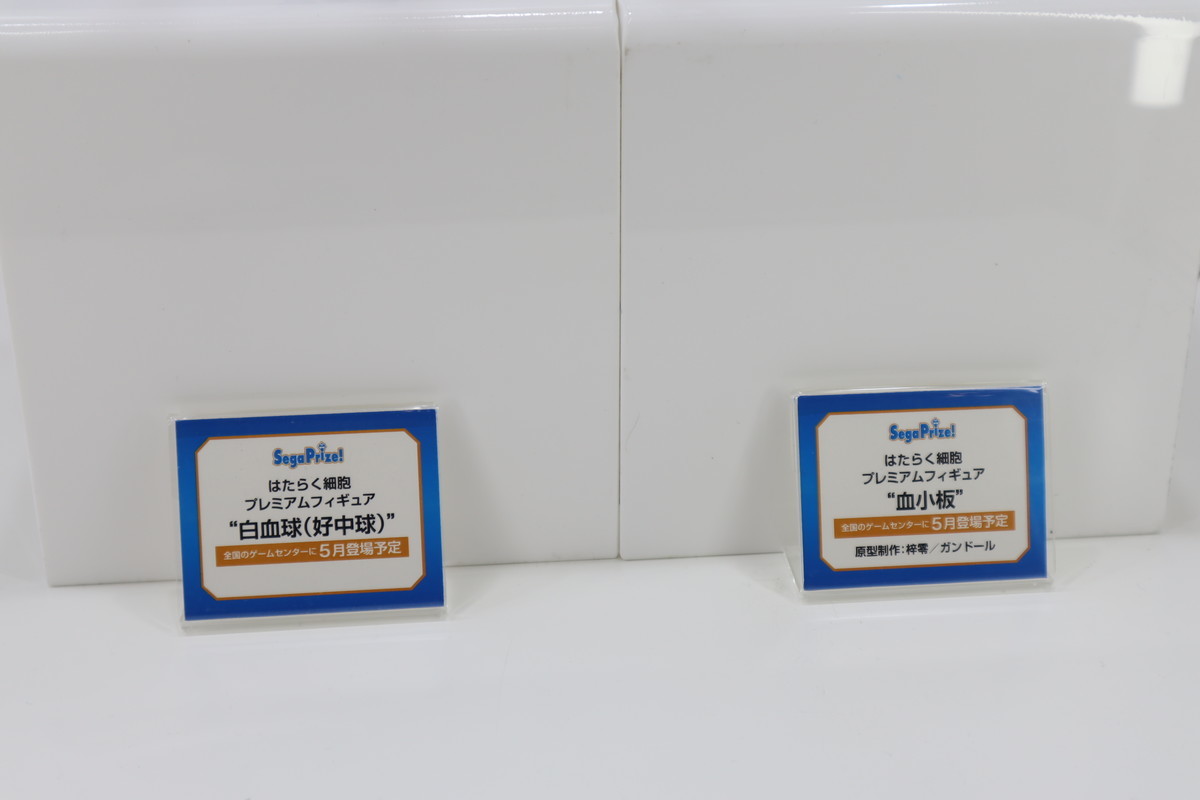 SegaPrize!
はたらく細胞
プレミアムフィギュア
“白血球(好中球)”
全国のゲームセンターに5月登場予定
SegaPrize!
はたらく細胞
プレミアムフィギュア
“血小板”
全国のゲームセンターに5月登場予定
原型制作:梓零/ガンドール